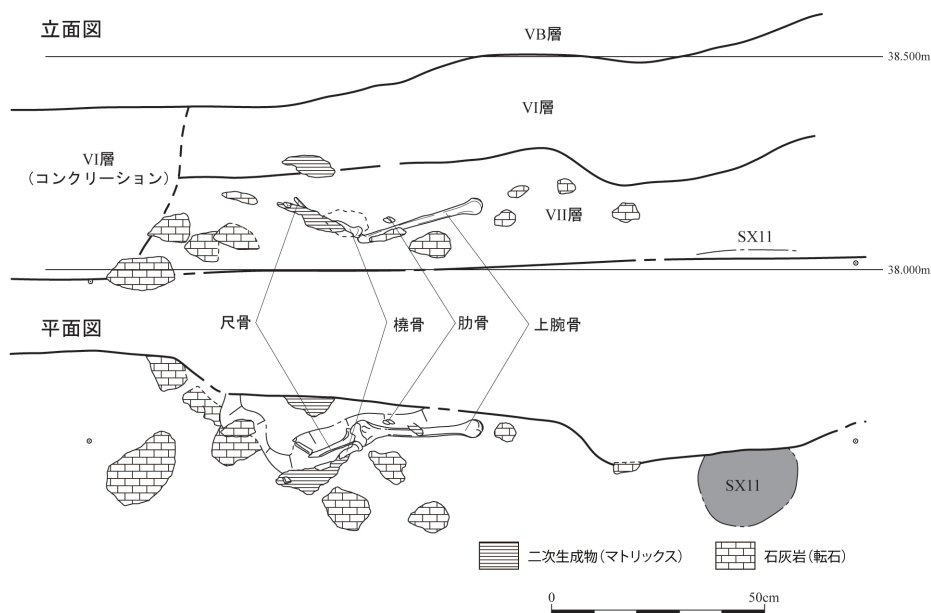 立面図
VB層
38.500m
VI層
VI層
（コンクリーション）
VII層
SX11
38.000m
尺骨
橈骨
肋骨
上腕骨
平面図
SX11
二次生成物（マトリックス）
石灰岩（転石）
0
50cm